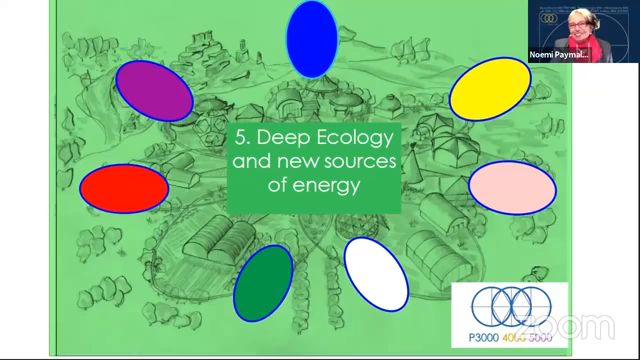 Noemi Paymal...
5. Deep Ecology
and new sources
of energy
zoom
P3000 4000 5000